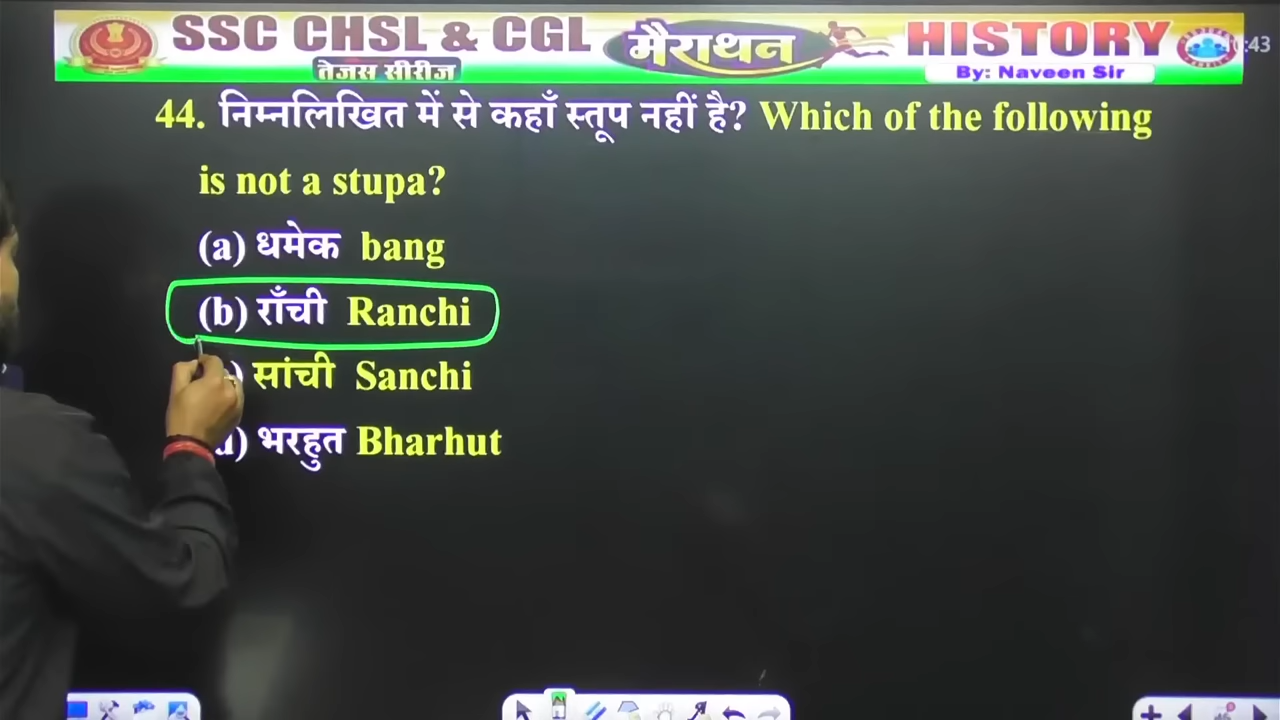 SSC CHSL & CGL
तेजस सीरीज
मैराथन
HISTORY
By: Naveen Sir
44. निम्नलिखित में से कहाँ स्तूप नहीं है? Which of the following
is not a stupa?
(a) धमेक bang
(b) राँची Ranchi
) सांची Sanchi
) भरहुत Bharhut